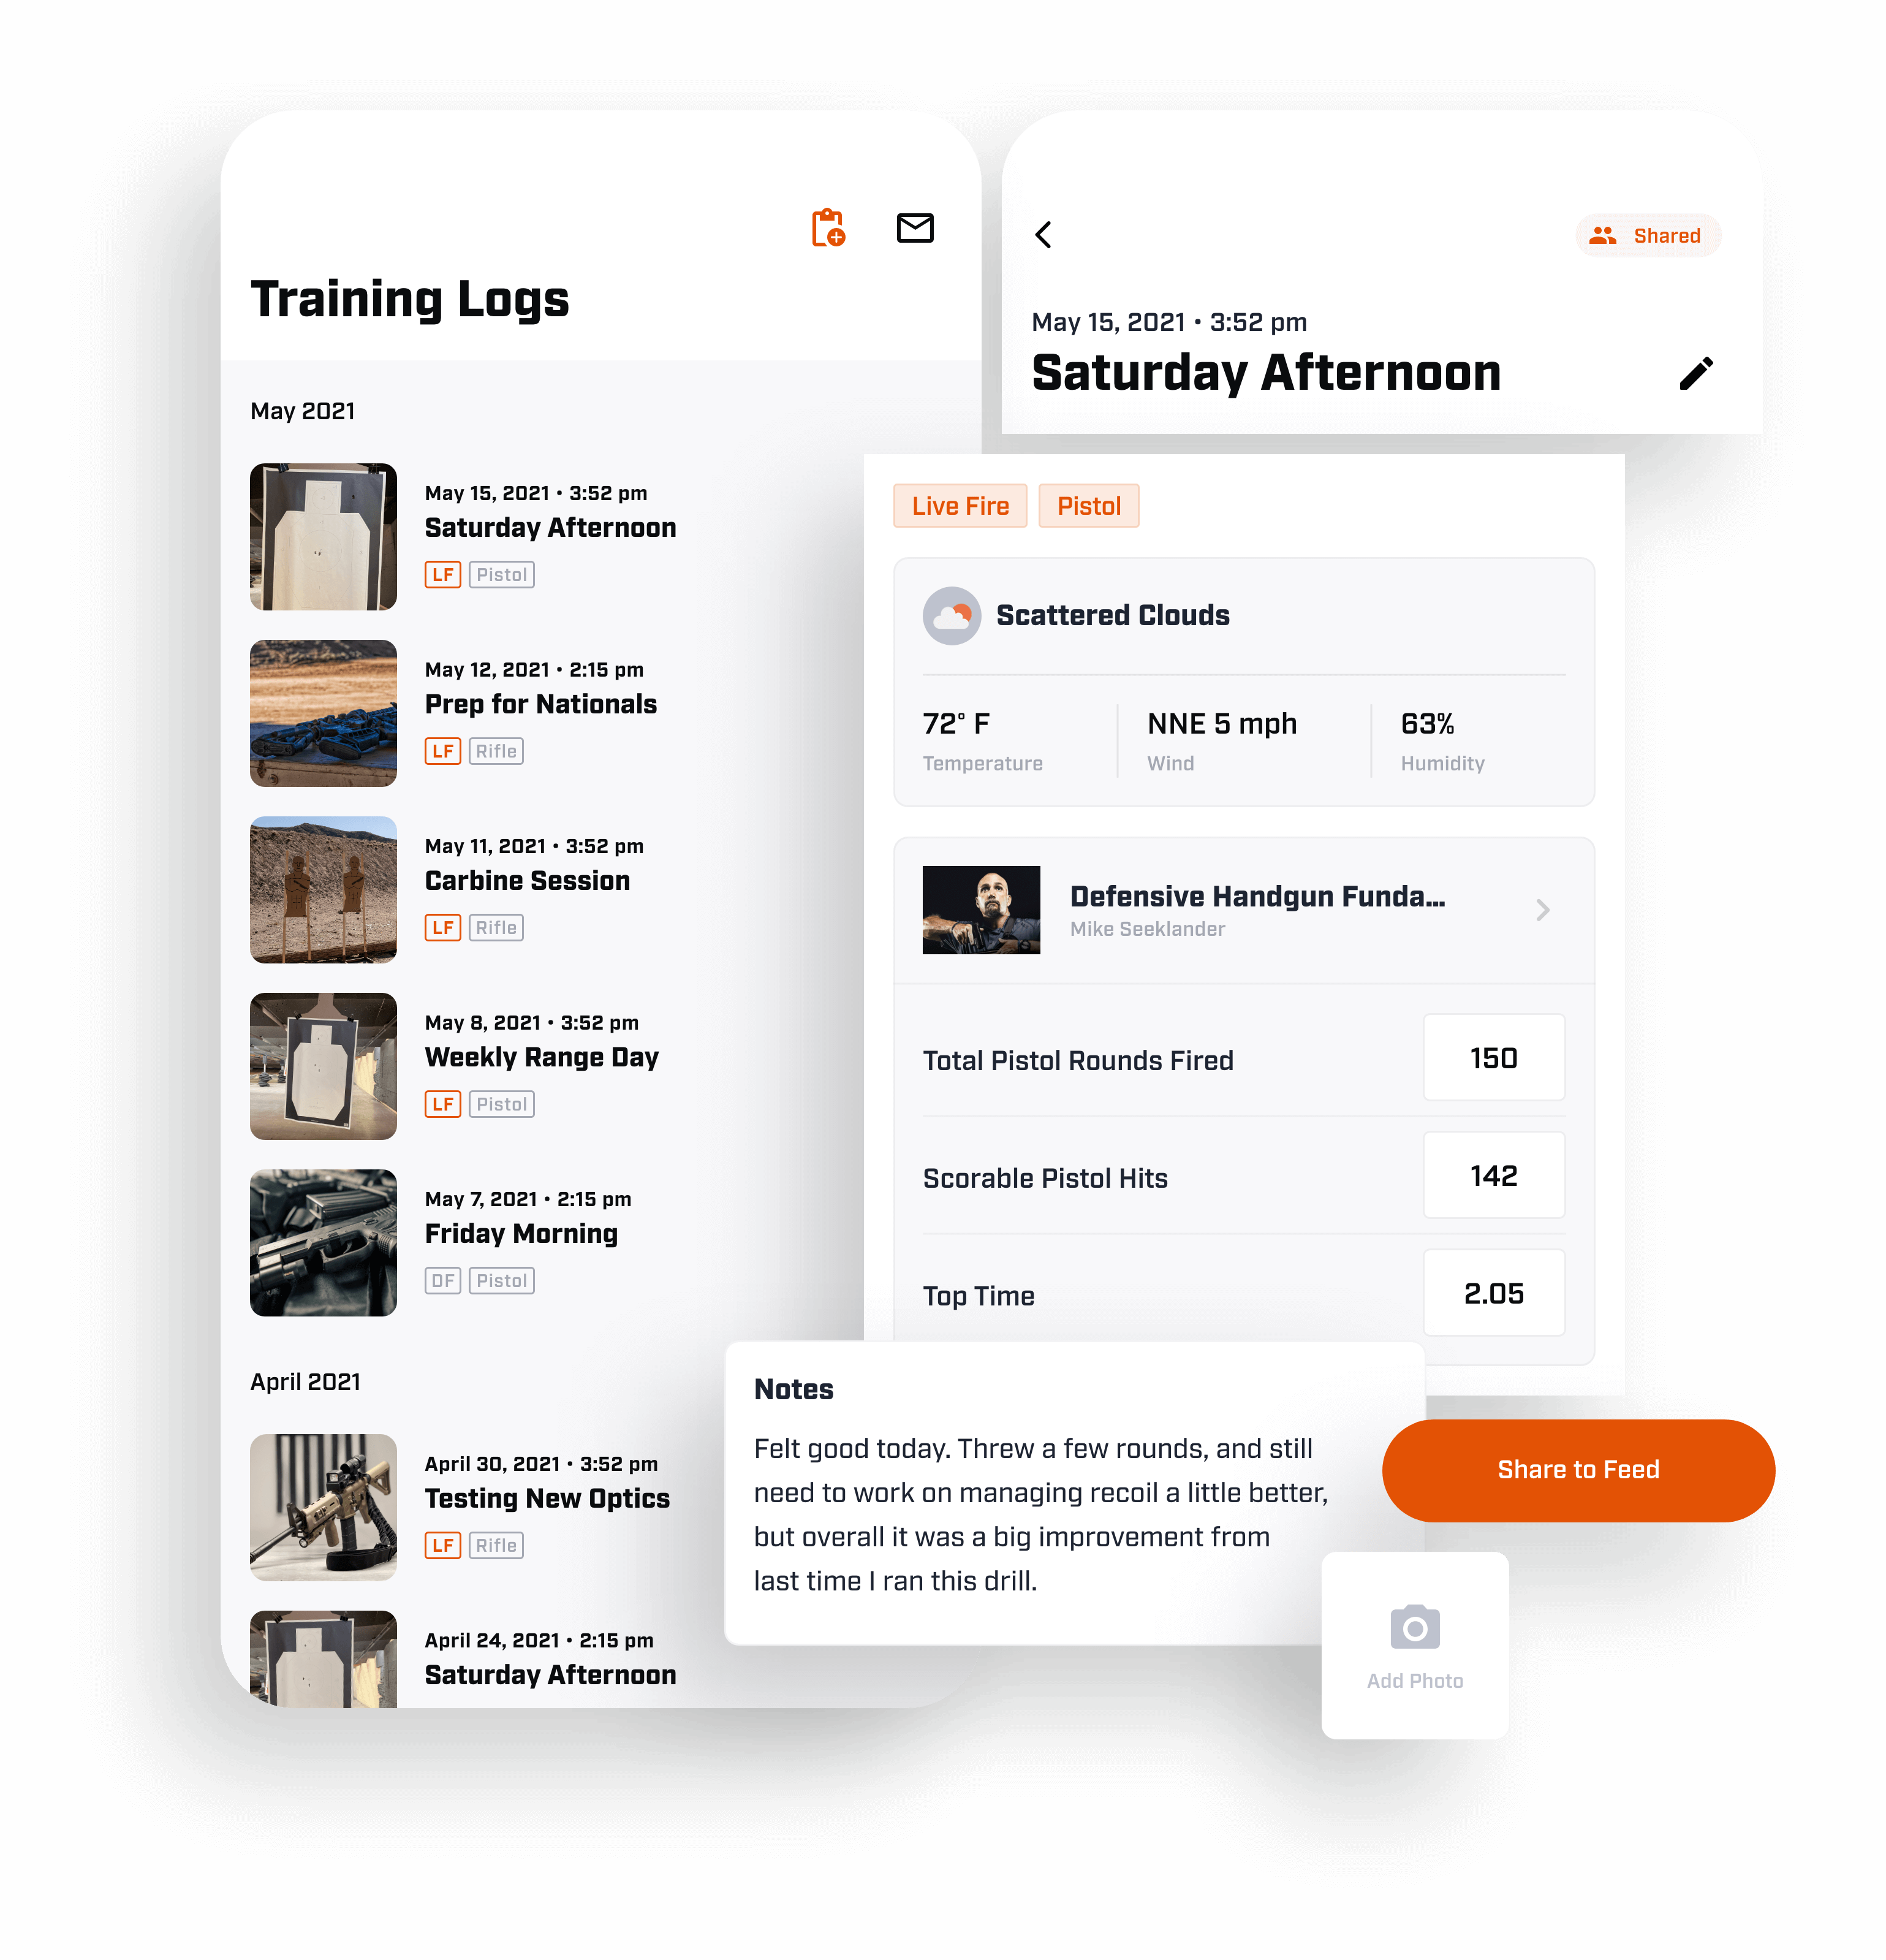 Training Logs
May 2021
May 15, 2021 • 3:52 pm
Saturday Afternoon
LF Pistol
May 12, 2021 • 2:15 pm
Prep for Nationals
LF Rifle
May 11, 2021 • 3:52 pm
Carbine Session
LF Rifle
May 8, 2021 • 3:52 pm
Weekly Range Day
LF Pistol
May 7, 2021 • 2:15 pm
Friday Morning
DF Pistol
April 2021
April 30, 2021 • 3:52 pm
Testing New Optics
LF Rifle
April 24, 2021 • 2:15 pm
Saturday Afternoon
Shared
May 15, 2021 • 3:52 pm
Saturday Afternoon
Live Fire Pistol
Scattered Clouds
72° F NNE 5 mph 63%
Temperature Wind Humidity
Defensive Handgun Funda...
Mike Seeklander
Total Pistol Rounds Fired 150
Scorable Pistol Hits 142
Top Time 2.05
Notes
Felt good today. Threw a few rounds, and still
need to work on managing recoil a little better,
but overall it was a big improvement from
last time I ran this drill.
Share to Feed
Add Photo